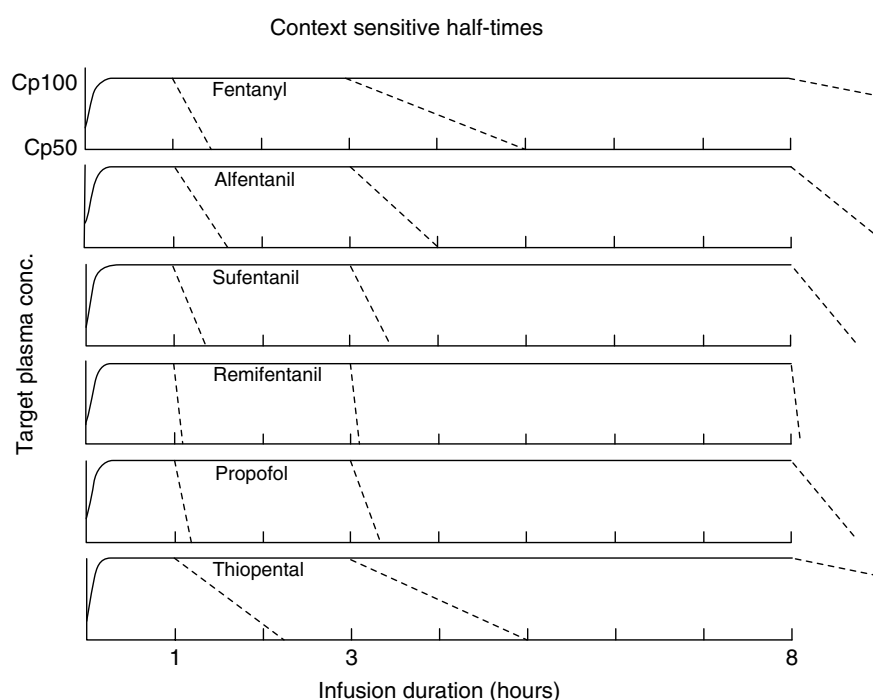 Context sensitive half-times
Cp100
Fentanyl
Cp50
Alfentanil
Sufentanil
Target plasma conc.
Remifentanil
Propofol
Thiopental
1 3 8
Infusion duration (hours)